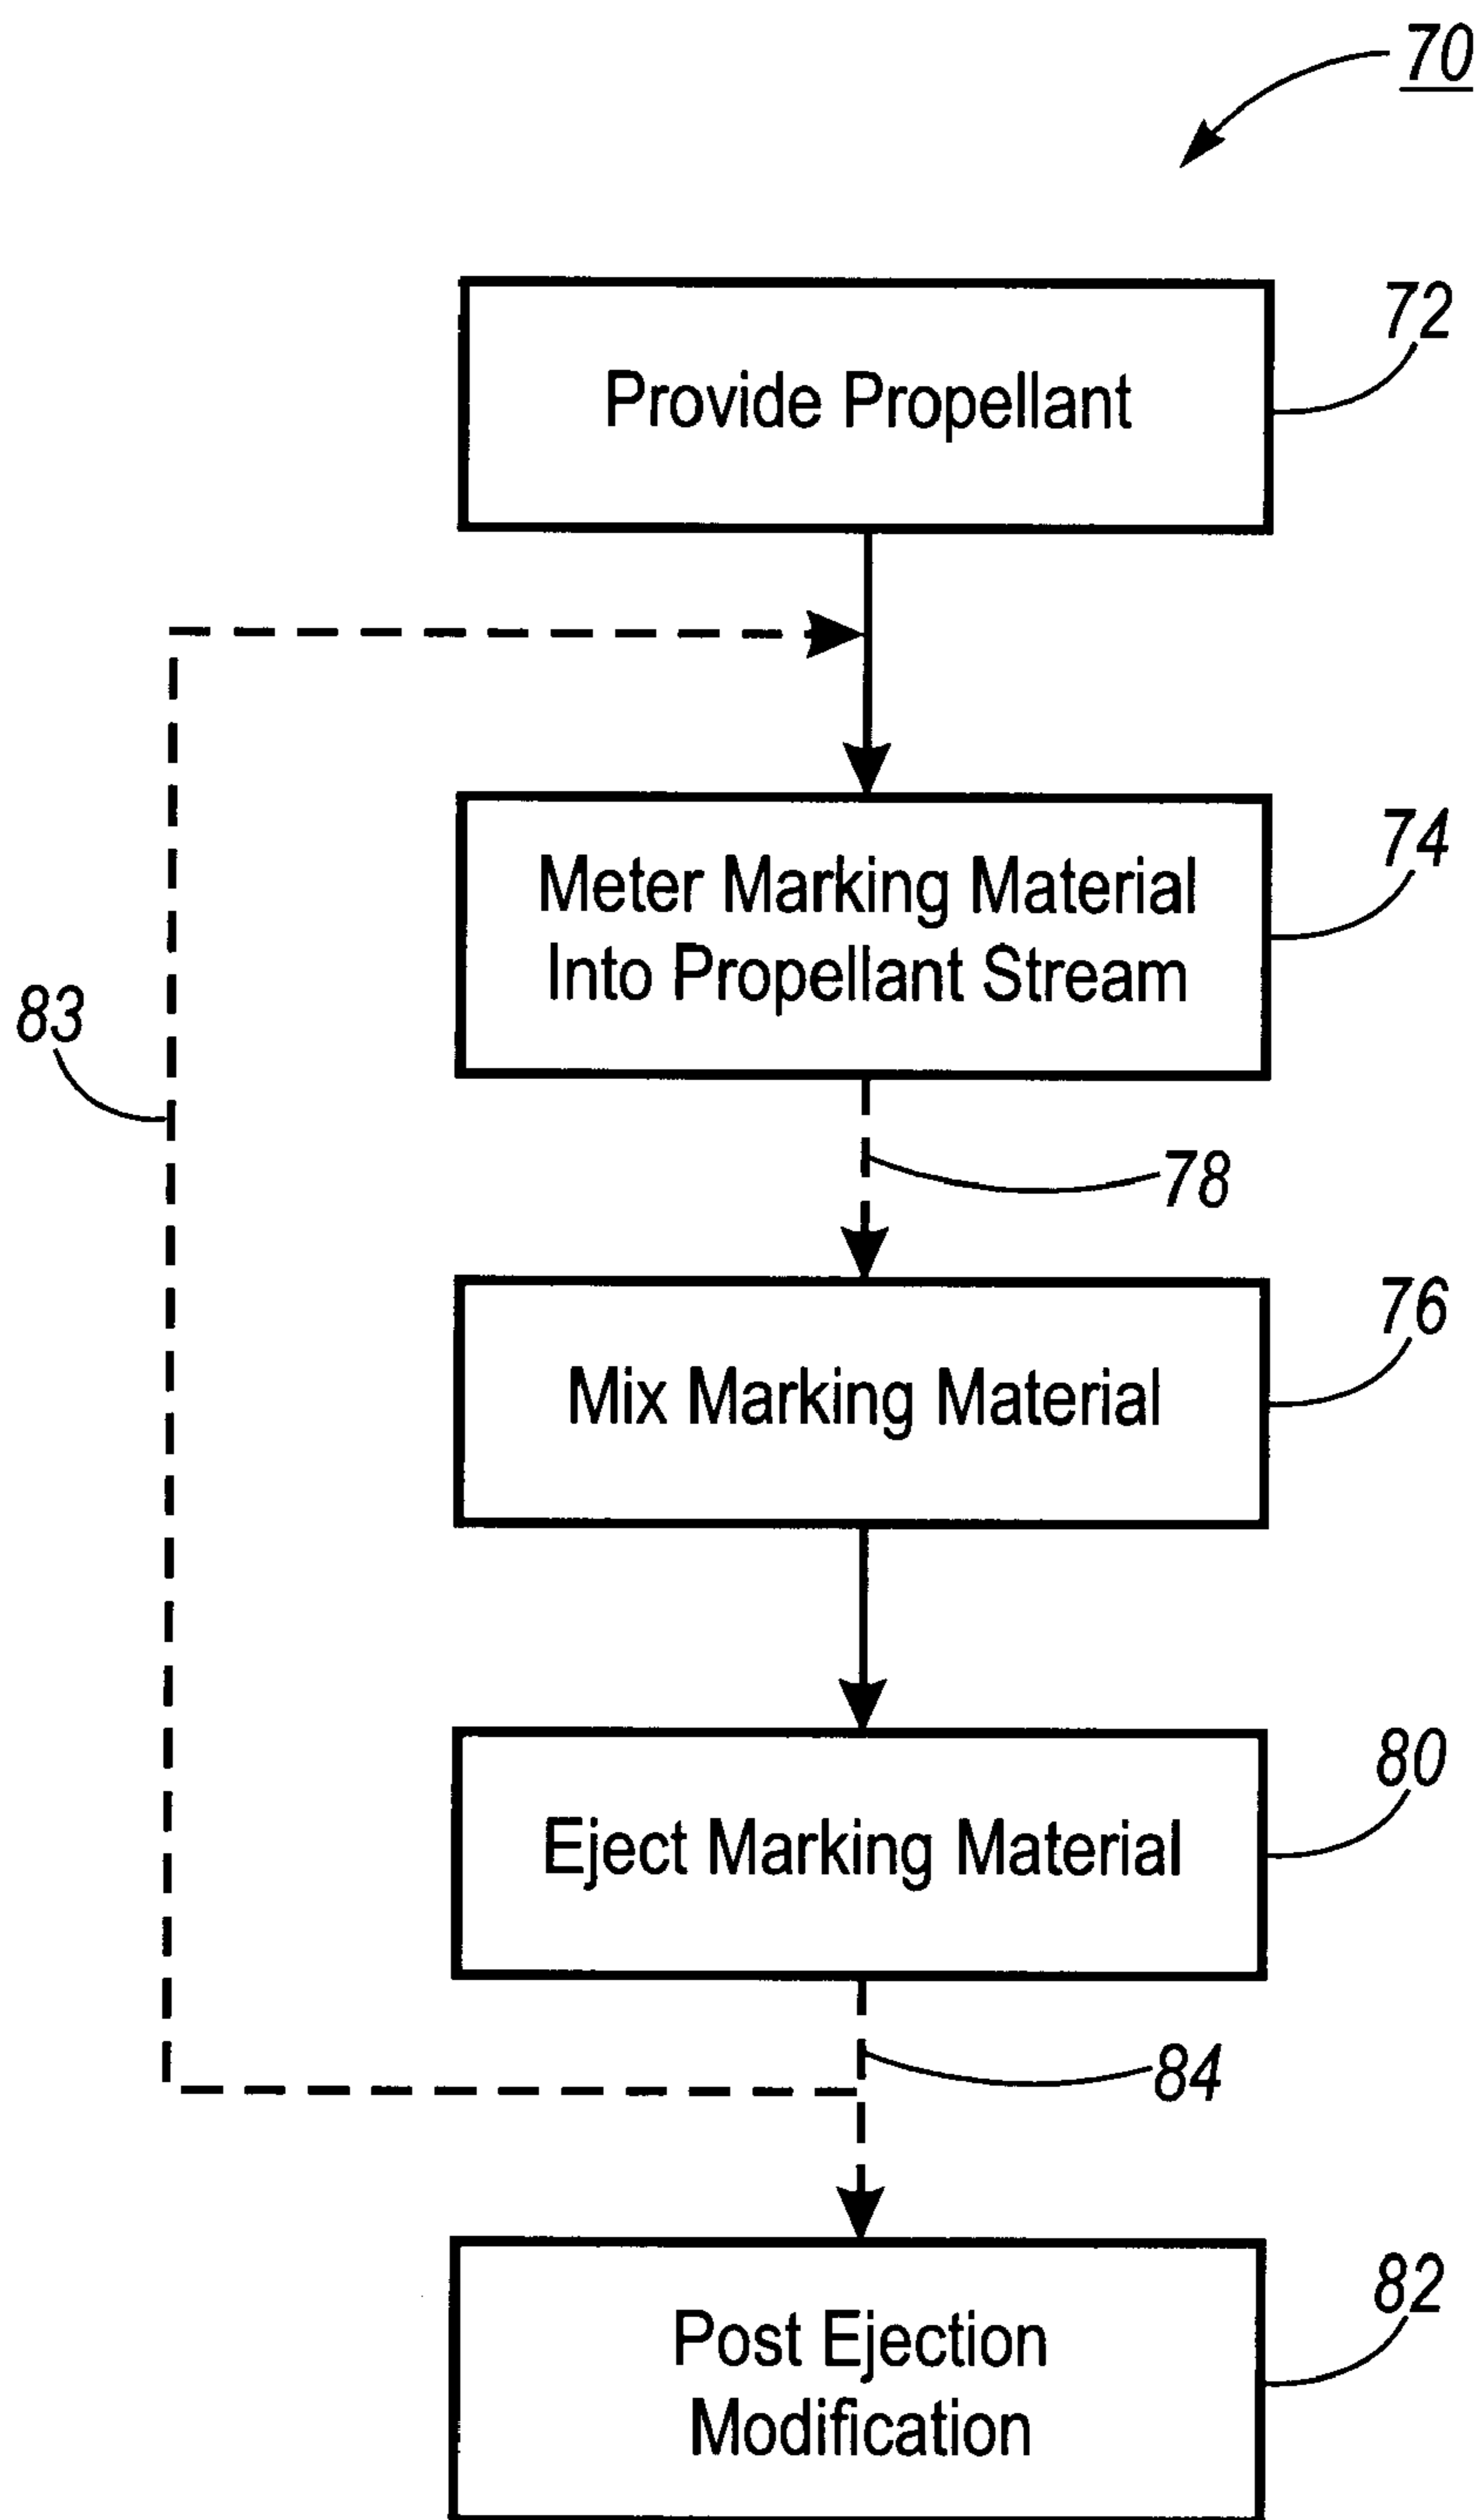 70
Provide Propellant
72
Meter Marking Material
Into Propellant Stream
74
83
78
Mix Marking Material
76
Eject Marking Material
80
84
Post Ejection
Modification
82